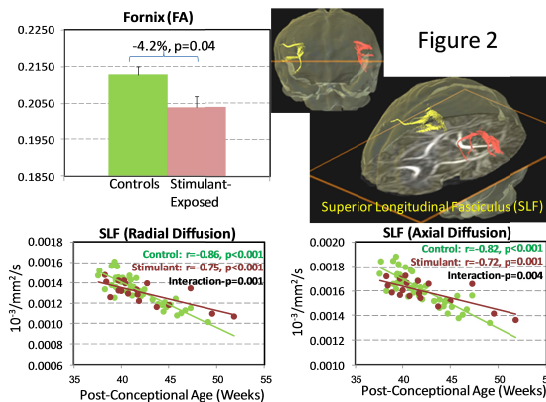 Fornix (FA)
Figure 2
0.2250
0.2150
0.2050
0.1950
0.1850
-4.2%, p=0.04
Controls
Stimulant-
Exposed
Superior Longitudinal Fasciculus (SLF)
SLF (Radial Diffusion)
0.0018
0.0016
0.0014
0.0012
0.0010
0.0008
0.0006
10⁻³/mm²/s
Control: r=-0.86, p<0.001
Stimulant: r=-0.75, p<0.001
Interaction-p=0.001
35
40
45
50
55
Post-Conceptional Age (Weeks)
SLF (Axial Diffusion)
0.0020
0.0018
0.0016
0.0014
0.0012
0.0010
10⁻³/mm²/s
Control: r=-0.82, p<0.001
Stimulant: r=-0.72, p=0.001
Interaction-p=0.004
35
40
45
50
55
Post-Conceptional Age (Weeks)